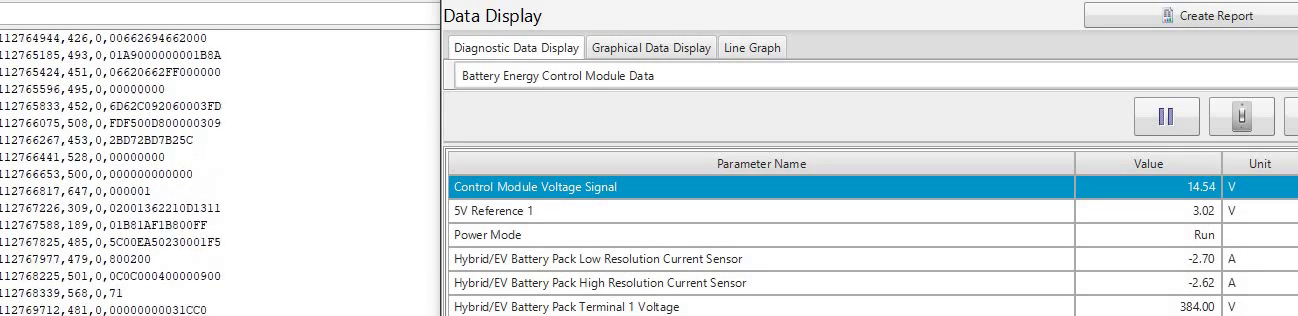 112764944,426,0,00662694662000
112765185,493,0,01A9000000001B8A
112765424,451,0,06620662FF000000
112765596,495,0,00000000
112765833,452,0,6D62C092060003FD
112766075,508,0,FDF500D800000309
112766267,453,0,2BD72BD7B25C
112766441,528,0,00000000
112766653,500,0,000000000000
112766817,647,0,000001
112767226,309,0,02001362210D1311
112767588,189,0,01B81AF1B800FF
112767825,485,0,5C00EA50230001F5
112767977,479,0,800200
112768225,501,0,0C0C000400000900
112768339,568,0,71
112769712,481,0,00000000031CC0
Data Display
Create Report
Diagnostic Data Display
Graphical Data Display
Line Graph
Battery Energy Control Module Data
Parameter Name Value Unit
Control Module Voltage Signal 14.54 V
5V Reference 1 3.02 V
Power Mode Run
Hybrid/EV Battery Pack Low Resolution Current Sensor -2.70 A
Hybrid/EV Battery Pack High Resolution Current Sensor -2.62 A
Hybrid/EV Battery Pack Terminal 1 Voltage 384.00 V